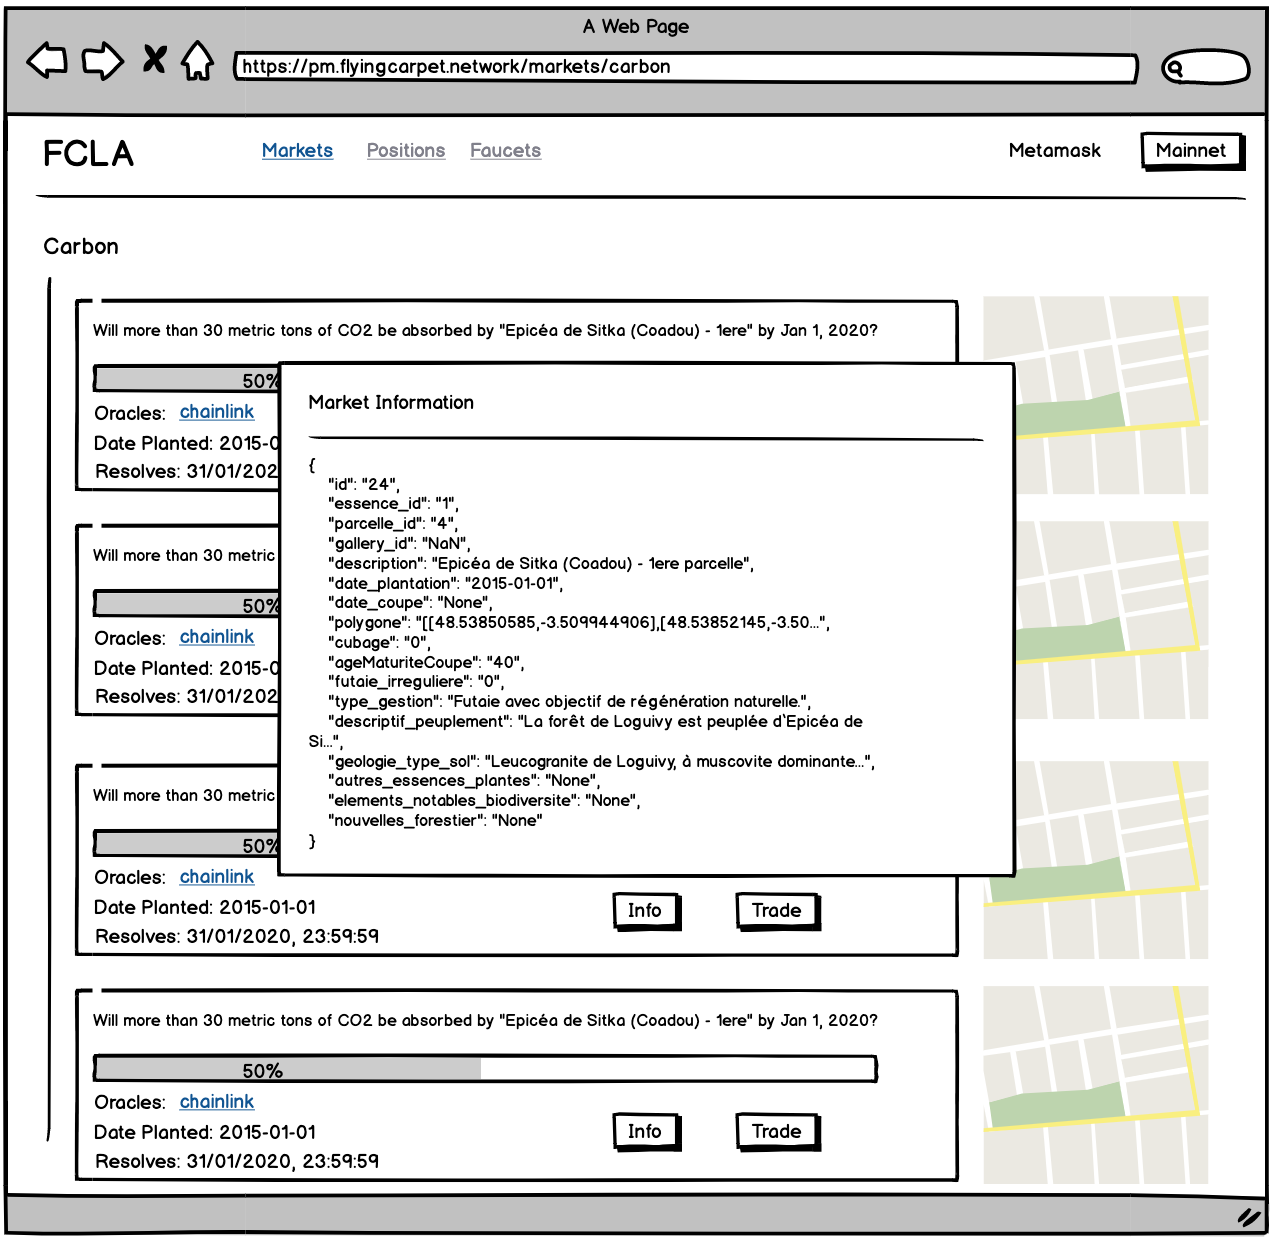 A Web Page
https://pm.flyingcarpet.network/markets/carbon
FCLA Markets Positions Faucets Metamask Mainnet
Carbon
Will more than 30 metric tons of CO2 be absorbed by "Epicéa de Sitka (Coadou) - 1ere" by Jan 1, 2020?
50%
Oracles: chainlink
Date Planted: 2015-0
Resolves: 31/01/202
Will more than 30 metric
50%
Oracles: chainlink
Date Planted: 2015-0
Resolves: 31/01/202
Market Information
{
"id": "24",
"essence_id": "1",
"parcelle_id": "4",
"gallery_id": "NaN",
"description": "Epicéa de Sitka (Coadou) - 1ere parcelle",
"date_plantation": "2015-01-01",
"date_coupe": "None",
"polygone": "[[48.53850585,-3.509944906],[48.53852145,-3.50...",
"cubage": "0",
"ageMaturiteCoupe": "40",
"futaie_irreguliere": "0",
"type_gestion": "Futaie avec objectif de régénération naturelle.",
"descriptif_peuplement": "La forêt de Loguivy est peuplée d`Epicéa de
Si...",
"geologie_type_sol": "Leucogranite de Loguivy, à muscovite dominante...",
"autres_essences_plantes": "None",
"elements_notables_biodiversite": "None",
"nouvelles_forestier": "None"
}
Will more than 30 metric
50%
Oracles: chainlink
Date Planted: 2015-01-01
Resolves: 31/01/2020, 23:59:59
Info Trade
Will more than 30 metric tons of CO2 be absorbed by "Epicéa de Sitka (Coadou) - 1ere" by Jan 1, 2020?
50%
Oracles: chainlink
Date Planted: 2015-01-01
Resolves: 31/01/2020, 23:59:59
Info Trade